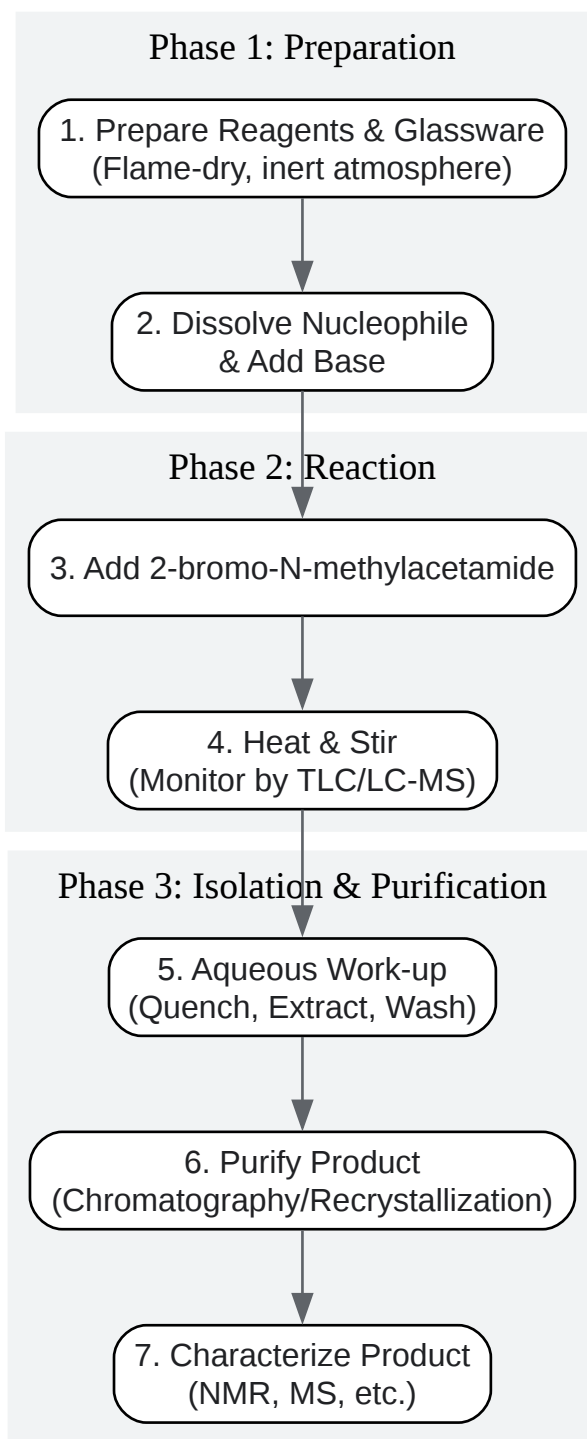 Phase 1: Preparation
1. Prepare Reagents & Glassware
(Flame-dry, inert atmosphere)
2. Dissolve Nucleophile
& Add Base
Phase 2: Reaction
3. Add 2-bromo-N-methylacetamide
4. Heat & Stir
(Monitor by TLC/LC-MS)
Phase 3: Isolation & Purification
5. Aqueous Work-up
(Quench, Extract, Wash)
6. Purify Product
(Chromatography/Recrystallization)
7. Characterize Product
(NMR, MS, etc.)